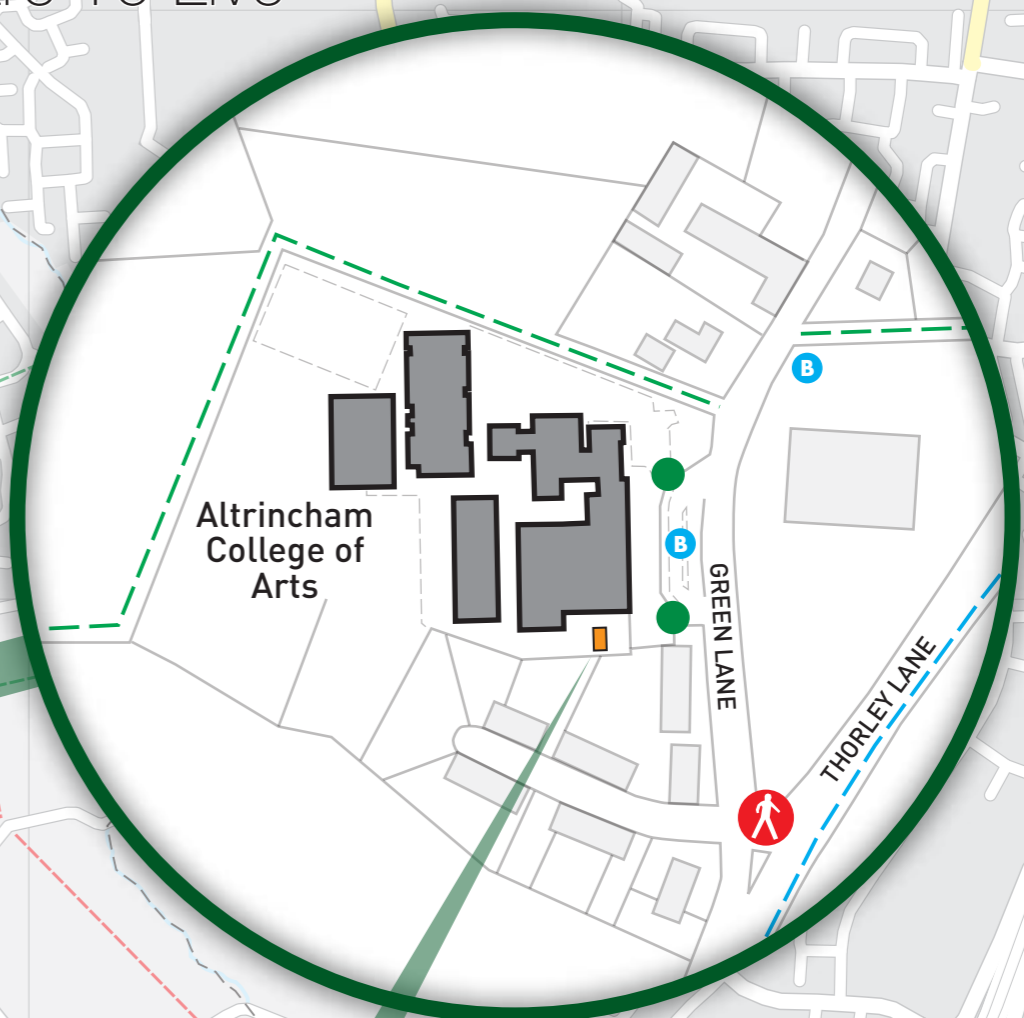 Altrincham
College of
Arts
B
B
GREEN LANE
THORLEY LANE